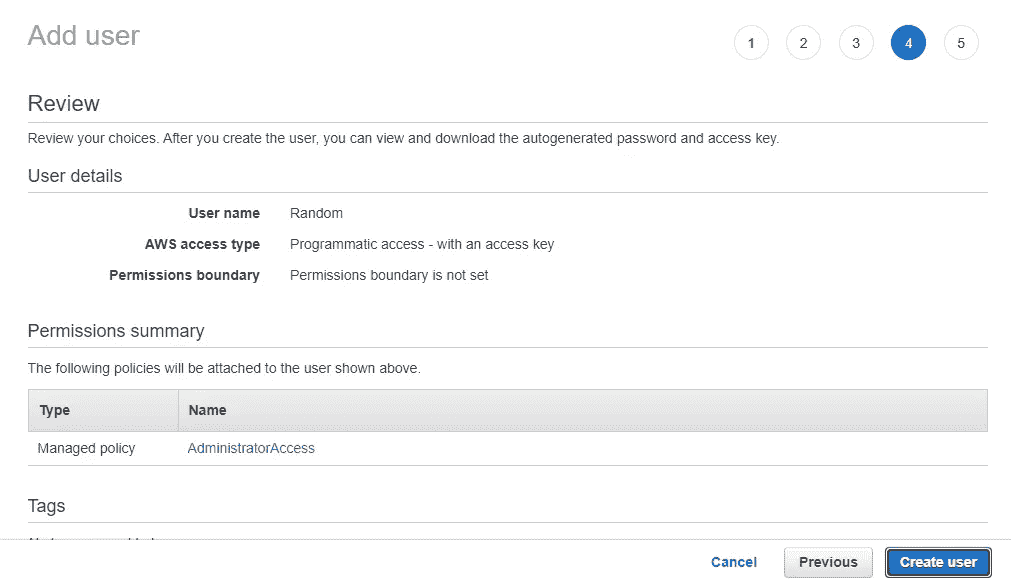 Add user
1 2 3 4 5
Review
Review your choices. After you create the user, you can view and download the autogenerated password and access key.
User details
User name Random
AWS access type Programmatic access - with an access key
Permissions boundary Permissions boundary is not set
Permissions summary
The following policies will be attached to the user shown above.
Type Name
Managed policy AdministratorAccess
Tags
Cancel Previous Create user